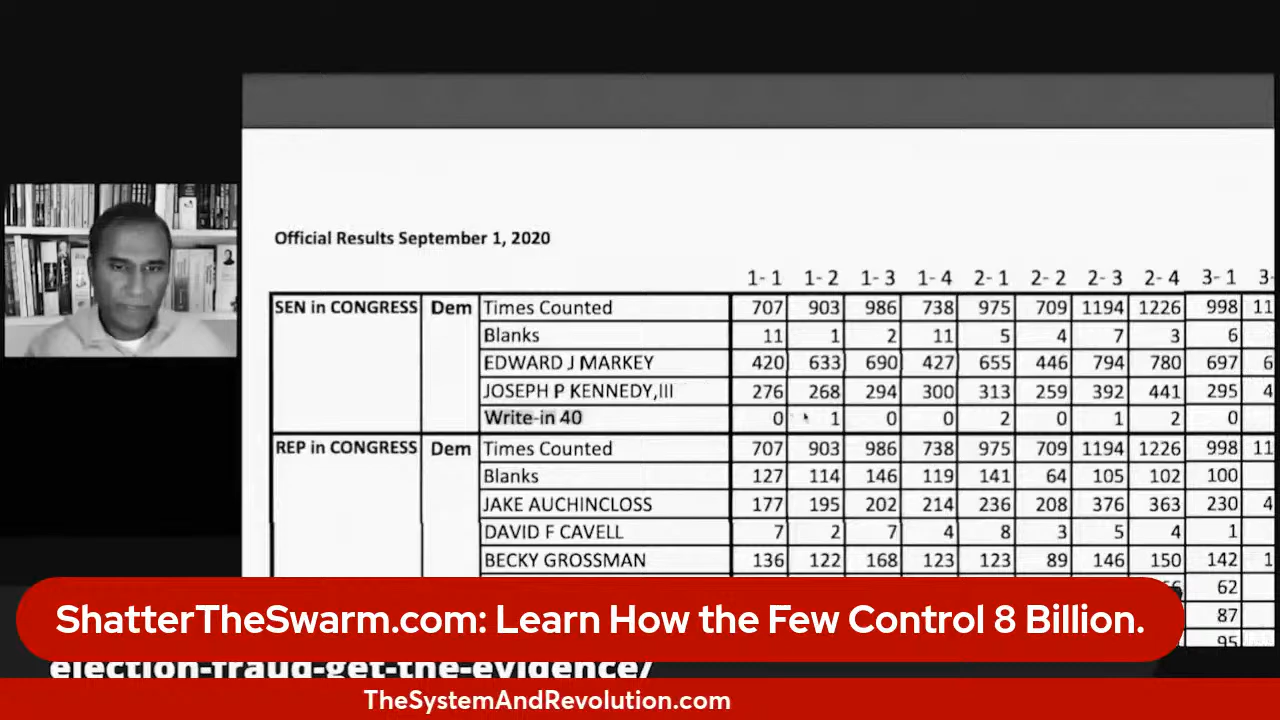 Official Results September 1, 2020
1- 1 1- 2 1- 3 1- 4 2- 1 2- 2 2- 3 2- 4 3- 1 3-
SEN in CONGRESS Dem Times Counted 707 903 986 738 975 709 1194 1226 998 11
Blanks 11 1 2 11 5 4 7 3 6
EDWARD J MARKEY 420 633 690 427 655 446 794 780 697 6
JOSEPH P KENNEDY,III 276 268 294 300 313 259 392 441 295 4
Write-in 40 0 1 0 0 2 0 1 2 0
REP in CONGRESS Dem Times Counted 707 903 986 738 975 709 1194 1226 998 11
Blanks 127 114 146 119 141 64 105 102 100
JAKE AUCHINCLOSS 177 195 202 214 236 208 376 363 230 4
DAVID F CAVELL 7 2 7 4 8 3 5 4 1
BECKY GROSSMAN 136 122 168 123 123 89 146 150 142 1
62
87
95
ShatterTheSwarm.com: Learn How the Few Control 8 Billion.
election-fraud-get-the-evidence/
TheSystemAndRevolution.com